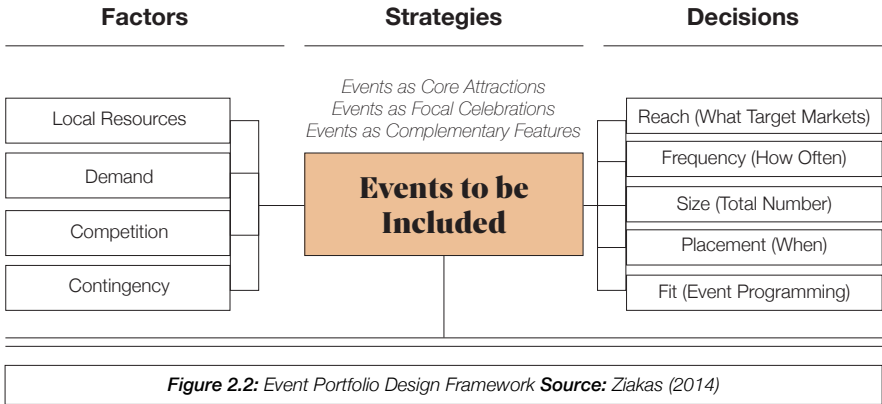 Factors
Strategies
Decisions
Local Resources
Demand
Competition
Contingency
Events as Core Attractions
Events as Focal Celebrations
Events as Complementary Features
Events to be
Included
Reach (What Target Markets)
Frequency (How Often)
Size (Total Number)
Placement (When)
Fit (Event Programming)
Figure 2.2: Event Portfolio Design Framework Source: Ziakas (2014)